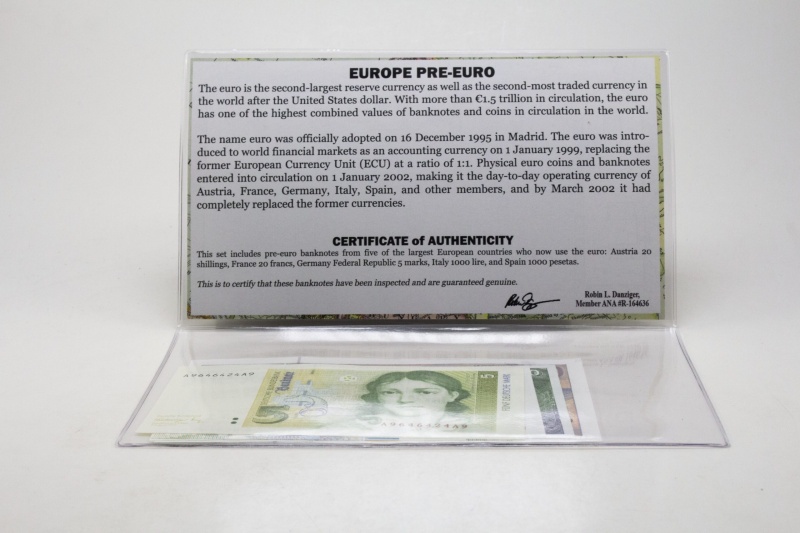 EUROPE PRE-EURO
The euro is the second-largest reserve currency as well as the second-most traded currency in
the world after the United States dollar. With more than €1.5 trillion in circulation, the euro
has one of the highest combined values of banknotes and coins in circulation in the world.
The name euro was officially adopted on 16 December 1995 in Madrid. The euro was intro-
duced to world financial markets as an accounting currency on 1 January 1999, replacing the
former European Currency Unit (ECU) at a ratio of 1:1. Physical euro coins and banknotes
entered into circulation on 1 January 2002, making it the day-to-day operating currency of
Austria, France, Germany, Italy, Spain, and other members, and by March 2002 it had
completely replaced the former currencies.
CERTIFICATE of AUTHENTICITY
This set includes pre-euro banknotes from five of the largest European countries who now use the euro: Austria 20
shillings, France 20 francs, Germany Federal Republic 5 marks, Italy 1000 lire, and Spain 1000 pesetas.
This is to certify that these banknotes have been inspected and are guaranteed genuine.
Robin L. Danziger,
Member ANA #R-164636
A9846424A9
5
5
FÜNF DEUTSCHE MARK
A9846424A9